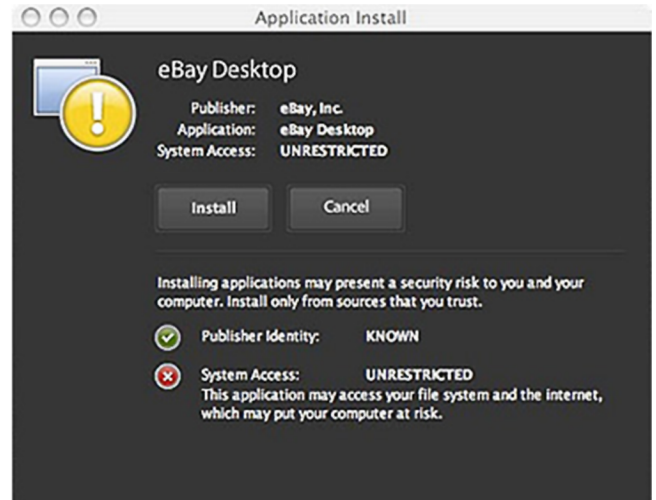 Application Install
eBay Desktop
Publisher: eBay, Inc.
Application: eBay Desktop
System Access: UNRESTRICTED
Install Cancel
Installing applications may present a security risk to you and your
computer. Install only from sources that you trust.
Publisher Identity: KNOWN
System Access: UNRESTRICTED
This application may access your file system and the internet,
which may put your computer at risk.